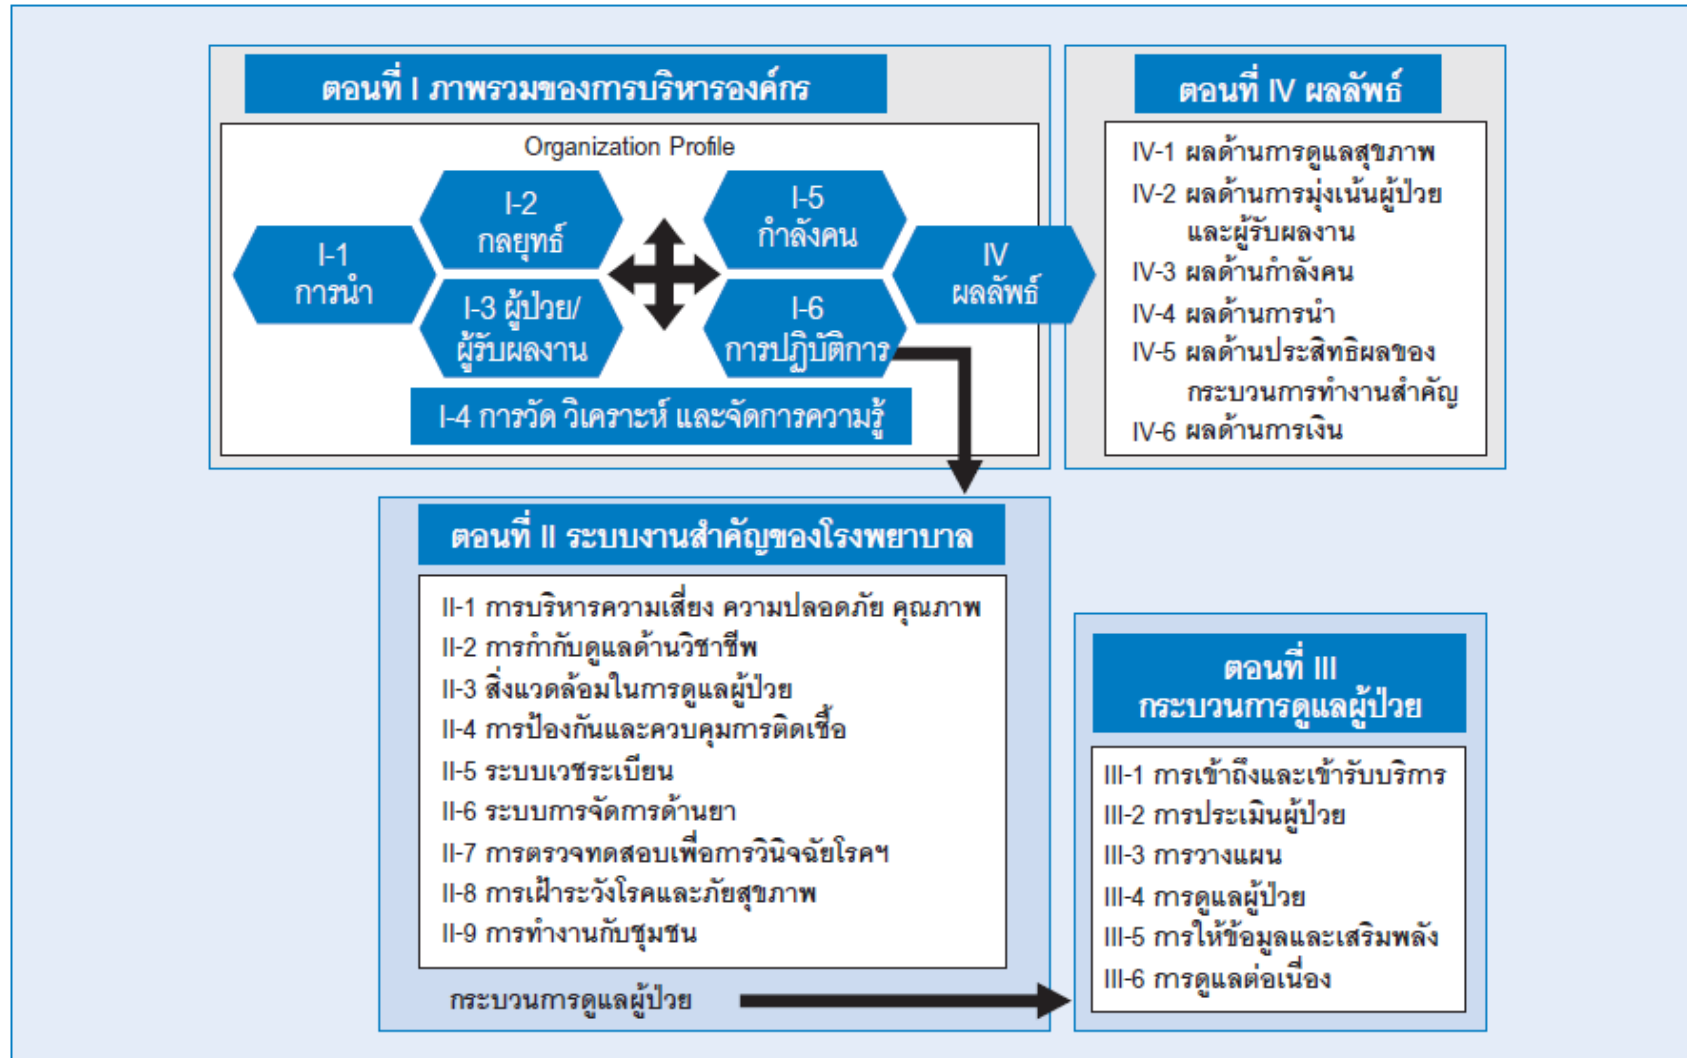 ตอนที่ I ภาพรวมของการบริหารองค์กร
Organization Profile
I-1
การนำ
I-2
กลยุทธ์
I-3 ผู้ป่วย/
ผู้รับผลงาน
I-5
กำลังคน
I-6
การปฏิบัติการ
IV
ผลลัพธ์
I-4 การวัด วิเคราะห์ และจัดการความรู้
ตอนที่ IV ผลลัพธ์
IV-1 ผลด้านการดูแลสุขภาพ
IV-2 ผลด้านการมุ่งเน้นผู้ป่วย
และผู้รับผลงาน
IV-3 ผลด้านกำลังคน
IV-4 ผลด้านการนำ
IV-5 ผลด้านประสิทธิผลของ
กระบวนการทำงานสำคัญ
IV-6 ผลด้านการเงิน
ตอนที่ II ระบบงานสำคัญของโรงพยาบาล
II-1 การบริหารความเสี่ยง ความปลอดภัย คุณภาพ
II-2 การกำกับดูแลด้านวิชาชีพ
II-3 สิ่งแวดล้อมในการดูแลผู้ป่วย
II-4 การป้องกันและควบคุมการติดเชื้อ
II-5 ระบบเวชระเบียน
II-6 ระบบการจัดการด้านยา
II-7 การตรวจทดสอบเพื่อการวินิจฉัยโรคฯ
II-8 การเฝ้าระวังโรคและภัยสุขภาพ
II-9 การทำงานกับชุมชน
กระบวนการดูแลผู้ป่วย
ตอนที่ III
กระบวนการดูแลผู้ป่วย
III-1 การเข้าถึงและเข้ารับบริการ
III-2 การประเมินผู้ป่วย
III-3 การวางแผน
III-4 การดูแลผู้ป่วย
III-5 การให้ข้อมูลและเสริมพลัง
III-6 การดูแลต่อเนื่อง